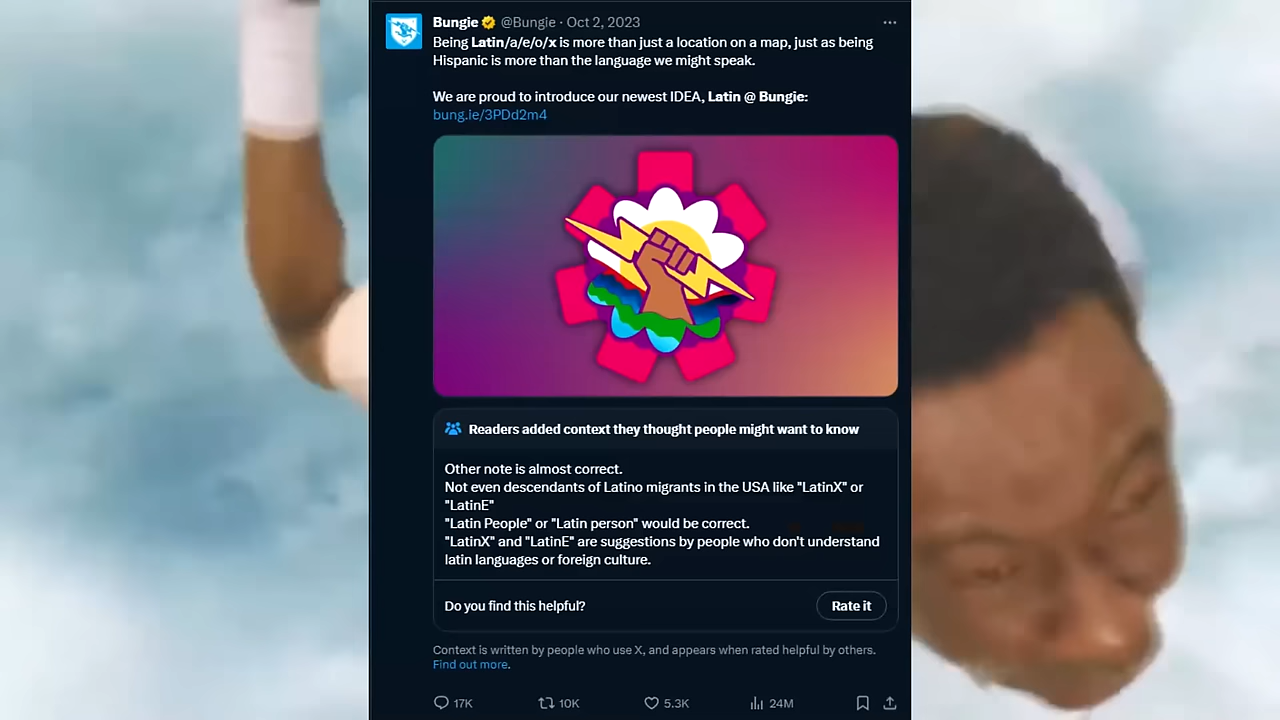 Bungie @Bungie · Oct 2, 2023
Being Latin/a/e/o/x is more than just a location on a map, just as being
Hispanic is more than the language we might speak.
We are proud to introduce our newest IDEA, Latin @ Bungie:
bung.ie/3PDd2m4
Readers added context they thought people might want to know
Other note is almost correct.
Not even descendants of Latino migrants in the USA like "LatinX" or
"LatinE"
"Latin People" or "Latin person" would be correct.
"LatinX" and "LatinE" are suggestions by people who don't understand
latin languages or foreign culture.
Do you find this helpful?
Rate it
Context is written by people who use X, and appears when rated helpful by others.
Find out more.
17K 10K 5.3K 24M